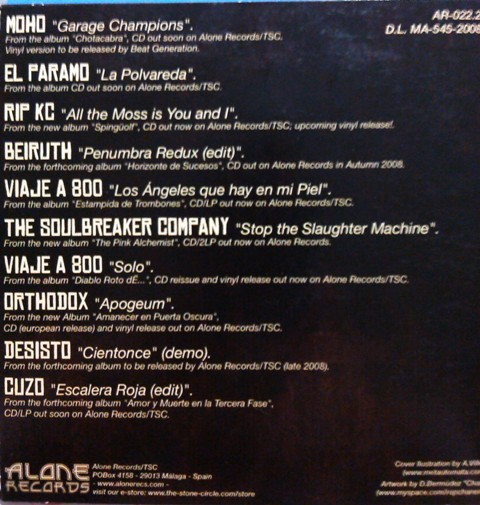 AR-022.2
D.L. MA-545-2008
MOHO "Garage Champions".
From the album "Chotacabra", CD out soon on Alone Records/TSC.
Vinyl version to be released by Beat Generation.
EL PARAMO "La Polvareda".
From the album CD out soon on Alone Records/TSC.
RIP KC "All the Moss is You and I".
From the new album "Spingüolf", CD out now on Alone Records/TSC; upcoming vinyl release!.
BEIRUTH "Penumbra Redux (edit)".
From the forthcoming album "Horizonte de Sucesos", CD out on Alone Records in Autumn 2008.
VIAJE A 800 "Los Ángeles que hay en mi Piel".
From the album "Estampida de Trombones", CD/LP out now on Alone Records/TSC.
THE SOULBREAKER COMPANY "Stop the Slaughter Machine".
From the new album "The Pink Alchemist", CD/2LP out now on Alone Records.
VIAJE A 800 "Solo".
From the album "Diablo Roto dÉ...", CD reissue and vinyl release out now on Alone Records/TSC.
ORTHODOX "Apogeum".
From the new Album "Amanecer en Puerta Oscura",
CD (european release) and vinyl release out on Alone Records/TSC.
DESISTO "Cientonce" (demo).
From the forthcoming album to be released by Alone Records/TSC (late 2008).
CUZO "Escalera Roja (edit)".
From the forthcoming album "Amor y Muerte en la Tercera Fase",
CD/LP out soon on Alone Records/TSC.
ALONE
RECORDS
Alone Records/TSC
POBox 4158 - 29013 Málaga - Spain
- www.alonerecs.com -
visit our e-store: www.the-stone-circle.com/store
Cover Ilustration by
Artwork by D.Bermúdez